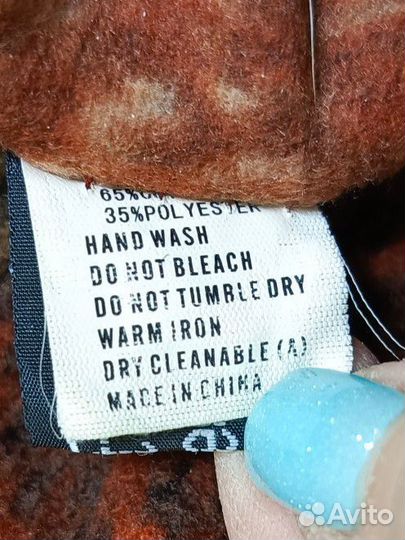 65%
35%POLYESTER
HAND WASH
DO NOT BLEACH
DO NOT TUMBLE DRY
WARM IRON
DRY CLEANABLE (A)
MADE IN CHINA
Avito